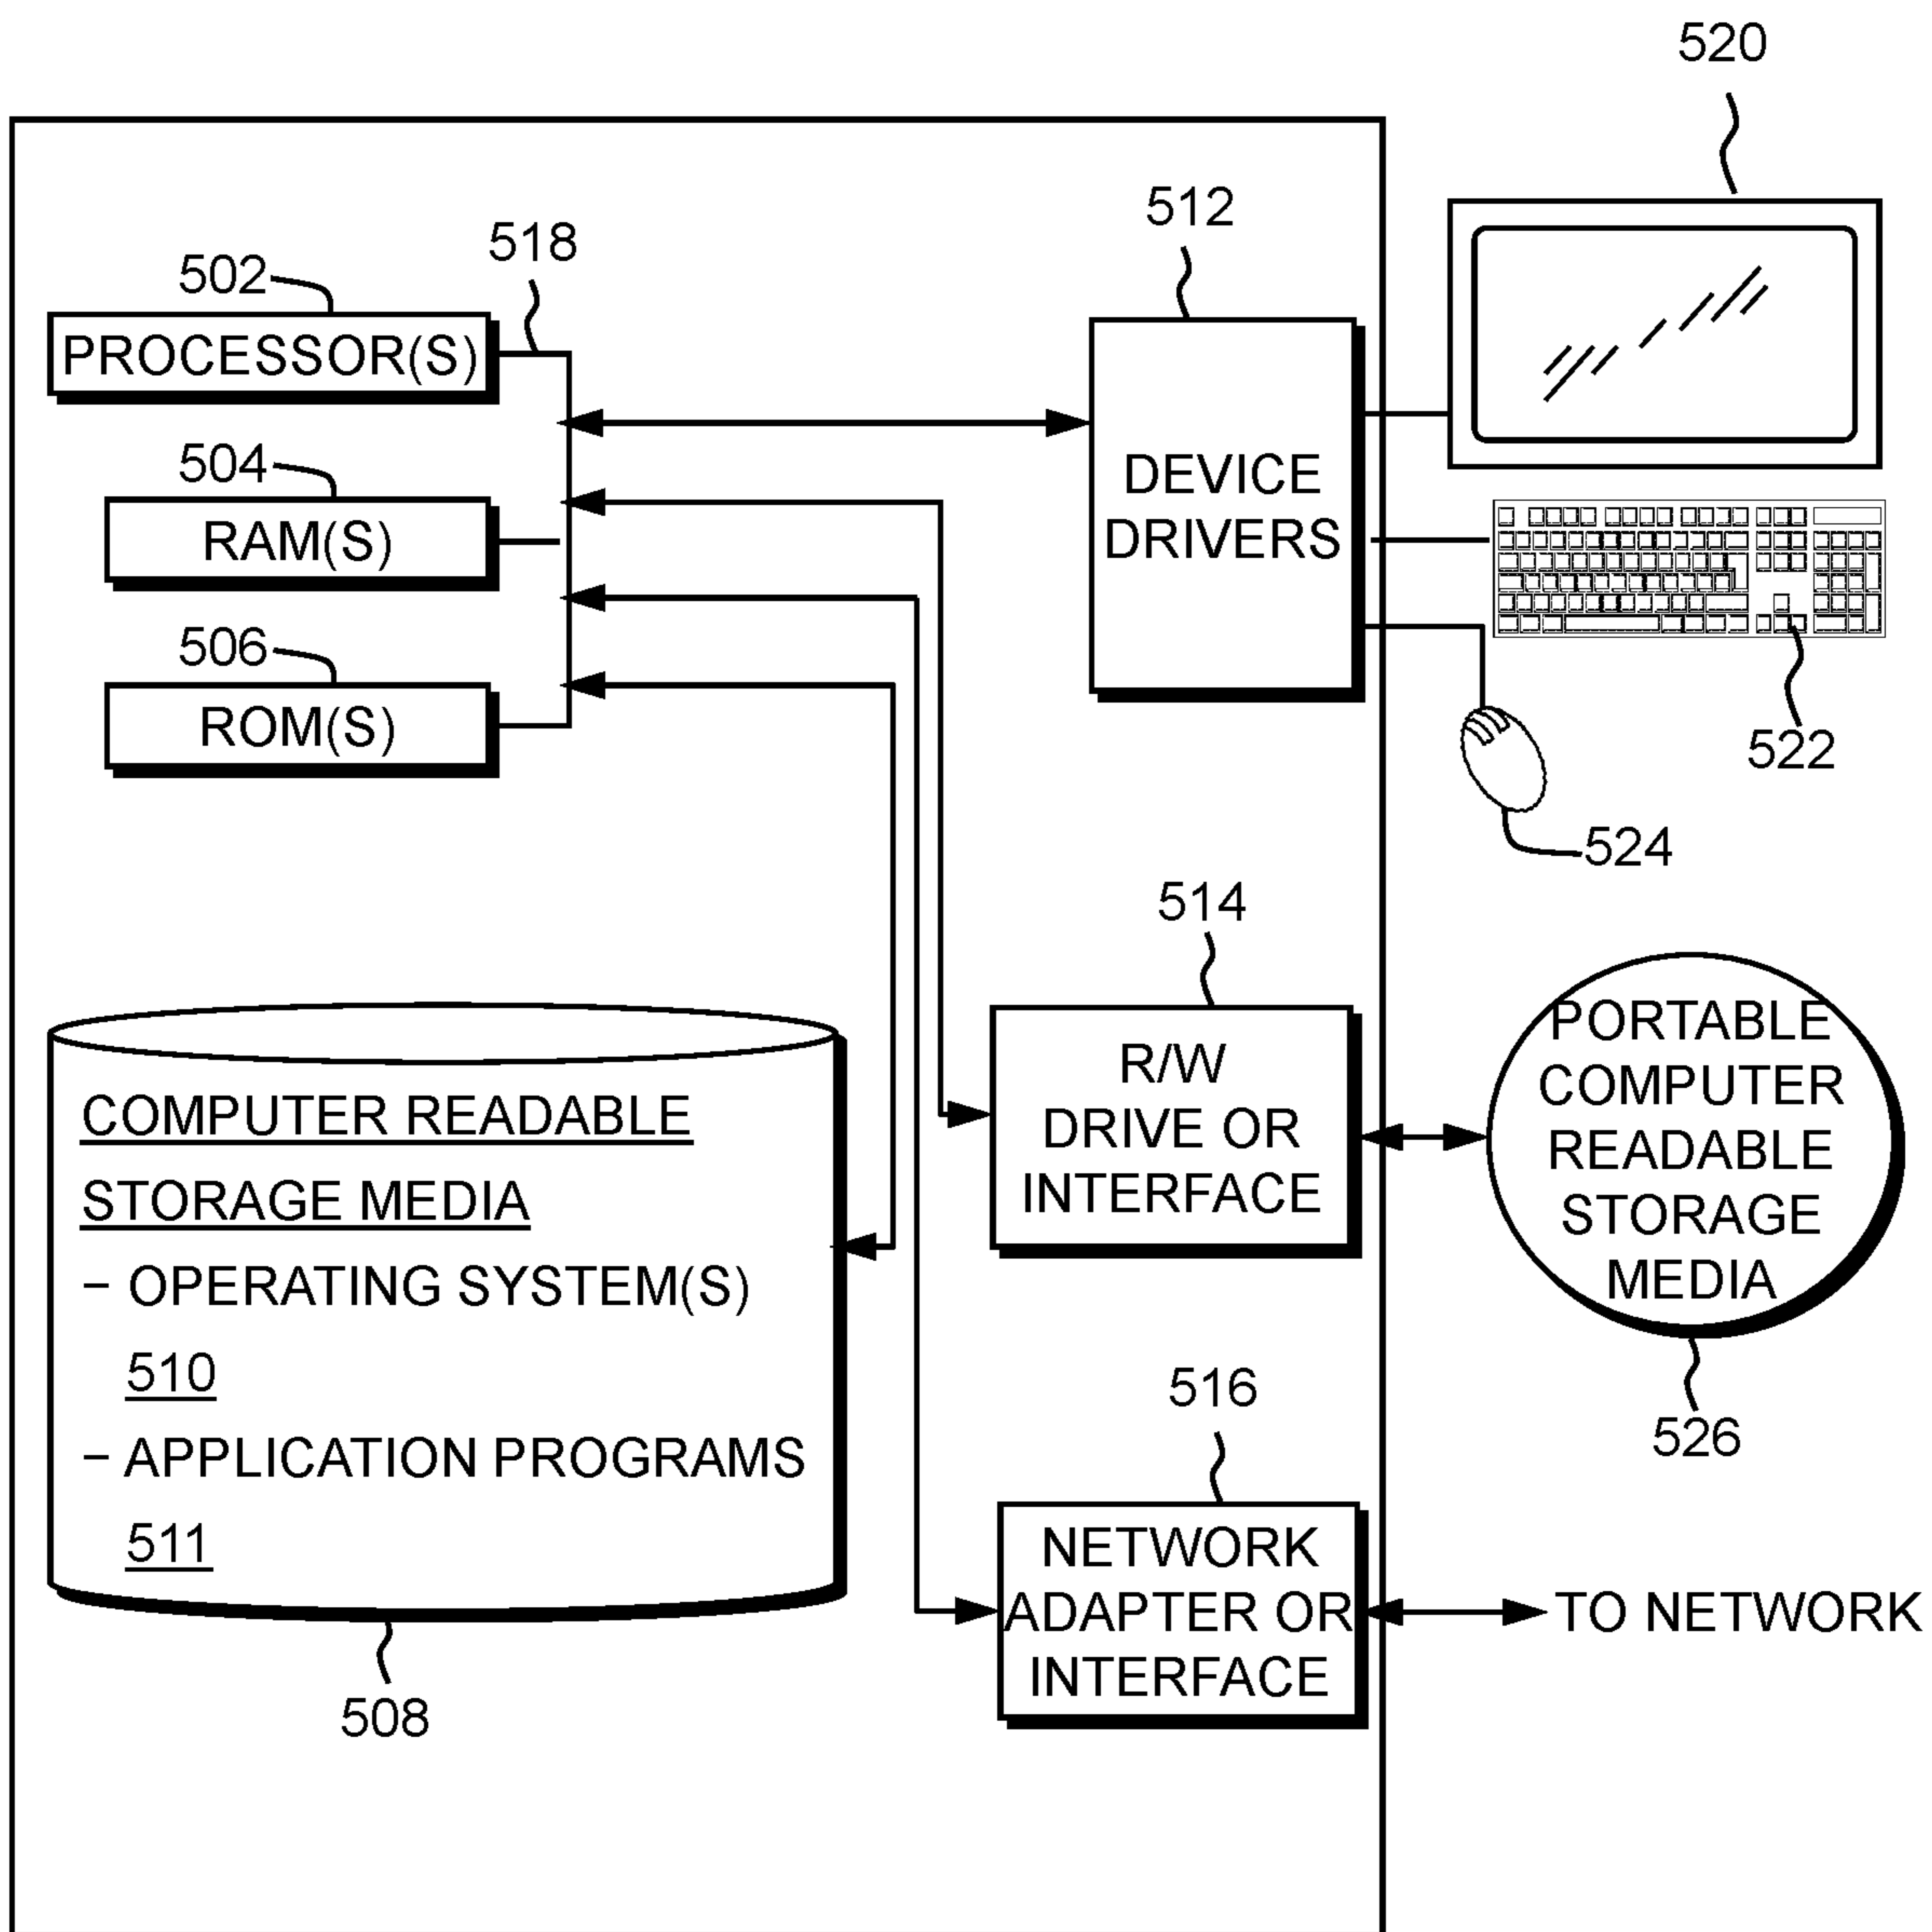 520
512
518
502
PROCESSOR(S)
504
RAM(S)
506
ROM(S)
DEVICE
DRIVERS
522
524
514
R/W
DRIVE OR
INTERFACE
PORTABLE
COMPUTER
READABLE
STORAGE
MEDIA
526
COMPUTER READABLE
STORAGE MEDIA
– OPERATING SYSTEM(S)
510
– APPLICATION PROGRAMS
511
508
516
NETWORK
ADAPTER OR
INTERFACE
TO NETWORK